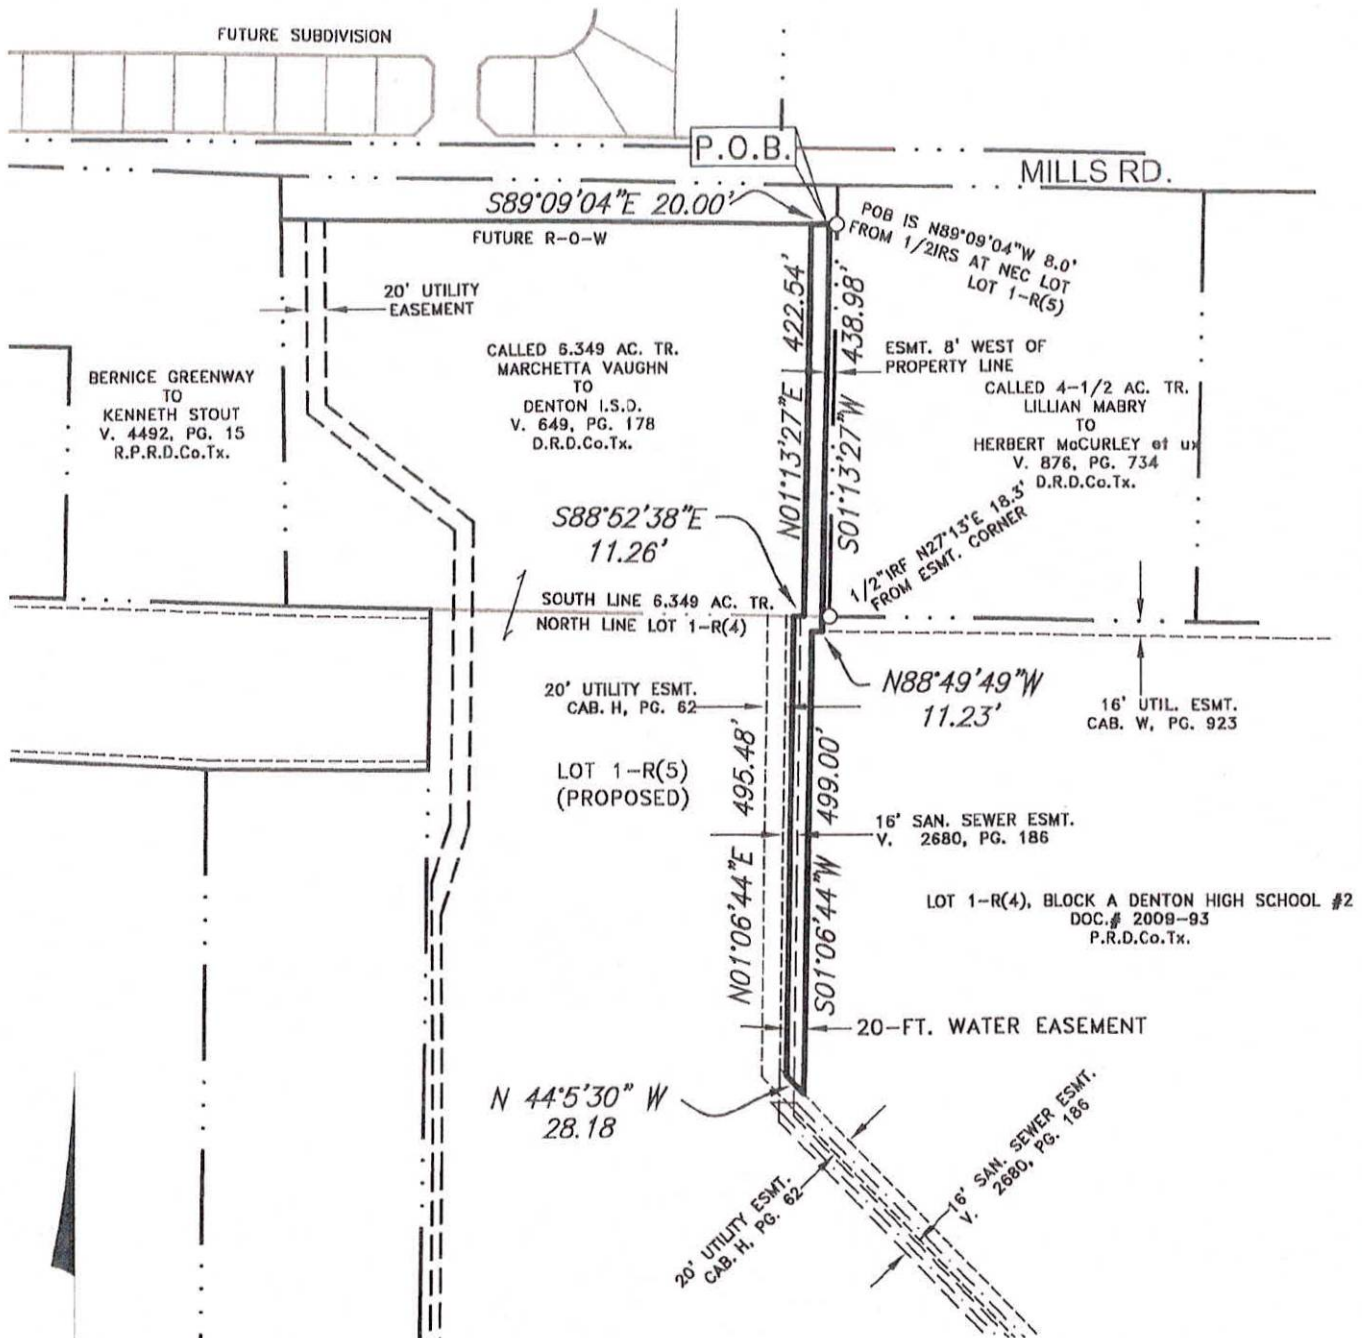 FUTURE SUBDIVISION
P.O.B.
MILLS RD.
S89°09'04"E 20.00'
FUTURE R-O-W
POB IS N89°09'04"W 8.0'
FROM 1/2IRS AT NEC LOT
LOT 1-R(5)
20' UTILITY
EASEMENT
BERNICE GREENWAY
TO
KENNETH STOUT
V. 4492, PG. 15
R.P.R.D.Co.Tx.
CALLED 6.349 AC. TR.
MARCHETTA VAUGHN
TO
DENTON I.S.D.
V. 649, PG. 178
D.R.D.Co.Tx.
N01°13'27"E 422.54'
S01°13'27"W 438.98'
ESMT. 8' WEST OF
PROPERTY LINE
CALLED 4-1/2 AC. TR.
LILLIAN MABRY
TO
HERBERT McCURLEY et ux
V. 876, PG. 734
D.R.D.Co.Tx.
S88°52'38"E
11.26'
1/2"IRF N27°13'E 18.3'
FROM ESMT. CORNER
SOUTH LINE 6.349 AC. TR.
NORTH LINE LOT 1-R(4)
20' UTILITY ESMT.
CAB. H, PG. 62
N88°49'49"W
11.23'
16' UTIL. ESMT.
CAB. W, PG. 923
LOT 1-R(5)
(PROPOSED)
N01°06'44"E 495.48'
S01°06'44"W 499.00'
16' SAN. SEWER ESMT.
V. 2680, PG. 186
LOT 1-R(4), BLOCK A DENTON HIGH SCHOOL #2
DOC.# 2009-93
P.R.D.Co.Tx.
20-FT. WATER EASEMENT
N 44°5'30" W
28.18
20' UTILITY ESMT.
CAB. H, PG. 62
16' SAN. SEWER ESMT.
V. 2680, PG. 186